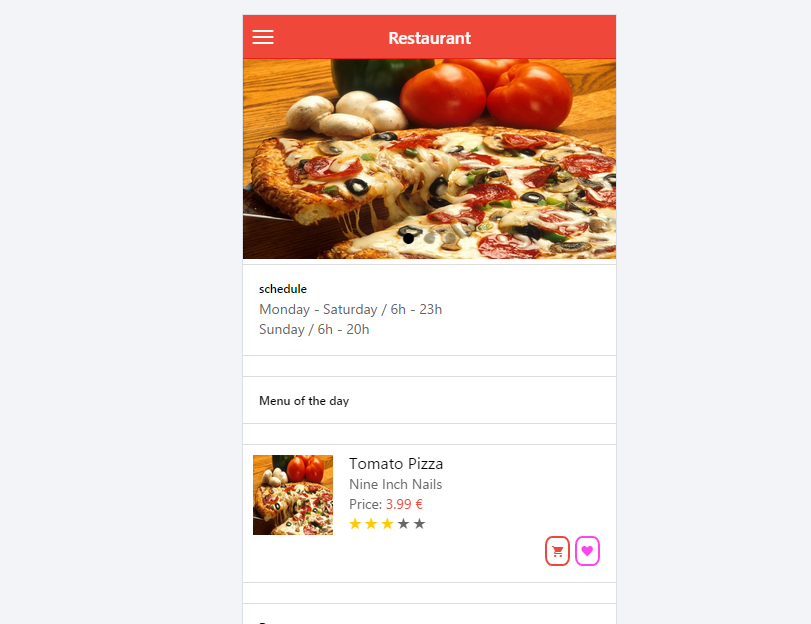 Restaurant
schedule
Monday - Saturday / 6h - 23h
Sunday / 6h - 20h
Menu of the day
Tomato Pizza
Nine Inch Nails
Price: 3.99 €